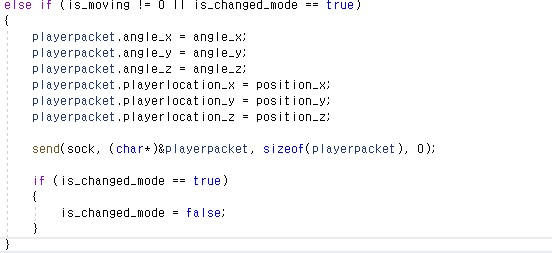 else if (is_moving != 0 || is_changed_mode == true)
{
playerpacket.angle_x = angle_x;
playerpacket.angle_y = angle_y;
playerpacket.angle_z = angle_z;
playerpacket.playerlocation_x = position_x;
playerpacket.playerlocation_y = position_y;
playerpacket.playerlocation_z = position_z;
send(sock, (char*)&playerpacket, sizeof(playerpacket), 0);
if (is_changed_mode == true)
{
is_changed_mode = false;
}
}